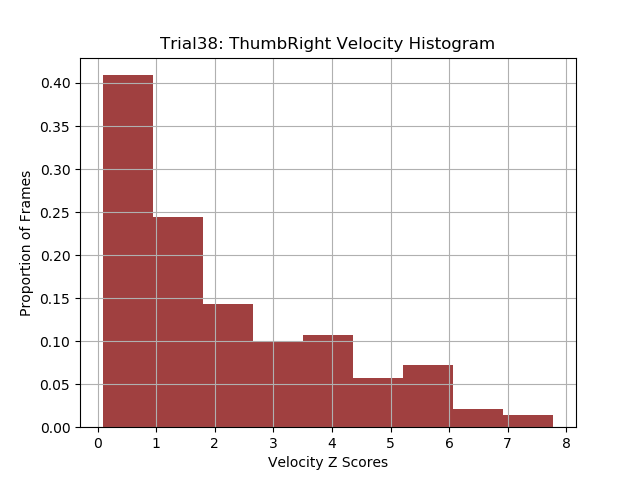 Trial38: ThumbRight Velocity Histogram
Proportion of Frames
0.40
0.35
0.30
0.25
0.20
0.15
0.10
0.05
0.00
0 1 2 3 4 5 6 7 8
Velocity Z Scores